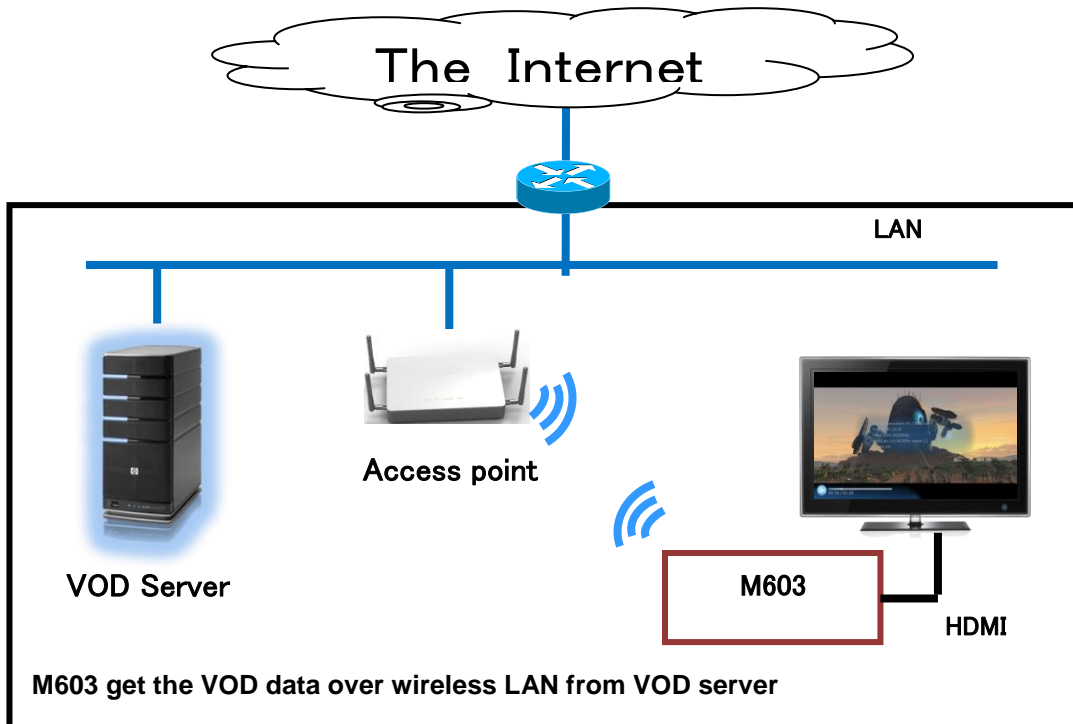 The Internet
LAN
Access point
VOD Server
M603
HDMI
M603 get the VOD data over wireless LAN from VOD server